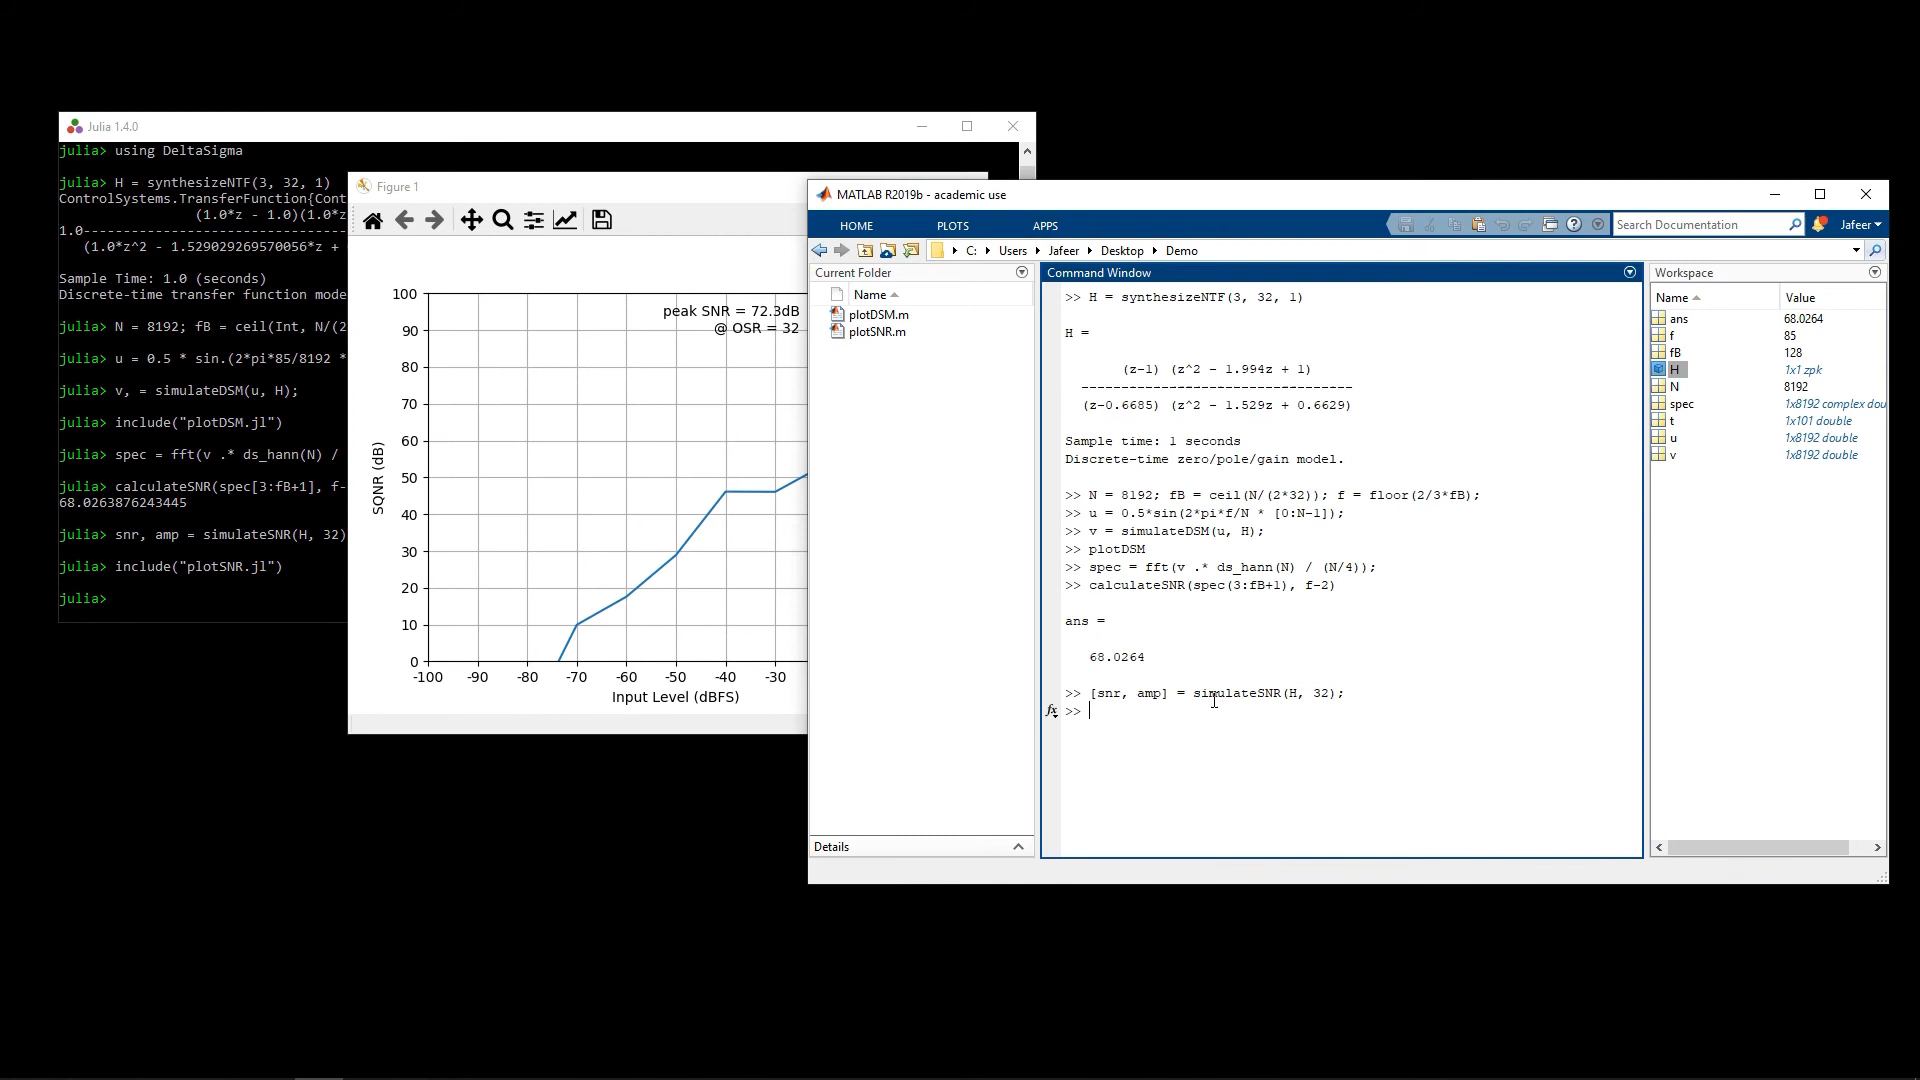 Julia 1.4.0
julia> using DeltaSigma
julia> H = synthesizeNTF(3, 32, 1)
ControlSystems.TransferFunction{Cont
(1.0*z - 1.0)(1.0*z
1.0---------------------------------
(1.0*z^2 - 1.529029269570056*z +
Sample Time: 1.0 (seconds)
Discrete-time transfer function mode
julia> N = 8192; fB = ceil(Int, N/(2
julia> u = 0.5 * sin.(2*pi*85/8192 *
julia> v, = simulateDSM(u, H);
julia> include("plotDSM.jl")
julia> spec = fft(v .* ds_hann(N) /
julia> calculateSNR(spec[3:fB+1], f-
68.0263876243445
julia> snr, amp = simulateSNR(H, 32)
julia> include("plotSNR.jl")
julia>
Figure 1
peak SNR = 72.3dB
@ OSR = 32
100
90
80
70
60
50
40
30
20
10
0
SQNR (dB)
-100 -90 -80 -70 -60 -50 -40 -30
Input Level (dBFS)
MATLAB R2019b - academic use
HOME PLOTS APPS
Search Documentation
Jafeer
C: Users Jafeer Desktop Demo
Current Folder
Name
plotDSM.m
plotSNR.m
Details
Command Window
>> H = synthesizeNTF(3, 32, 1)
H =
(z-1) (z^2 - 1.994z + 1)
----------------------------------
(z-0.6685) (z^2 - 1.529z + 0.6629)
Sample time: 1 seconds
Discrete-time zero/pole/gain model.
>> N = 8192; fB = ceil(N/(2*32)); f = floor(2/3*fB);
>> u = 0.5*sin(2*pi*f/N * [0:N-1]);
>> v = simulateDSM(u, H);
>> plotDSM
>> spec = fft(v .* ds_hann(N) / (N/4));
>> calculateSNR(spec(3:fB+1), f-2)
ans =
68.0264
>> [snr, amp] = simulateSNR(H, 32);
fx >>
Workspace
Name Value
ans 68.0264
f 85
fB 128
H 1x1 zpk
N 8192
spec 1x8192 complex dou
t 1x101 double
u 1x8192 double
v 1x8192 double